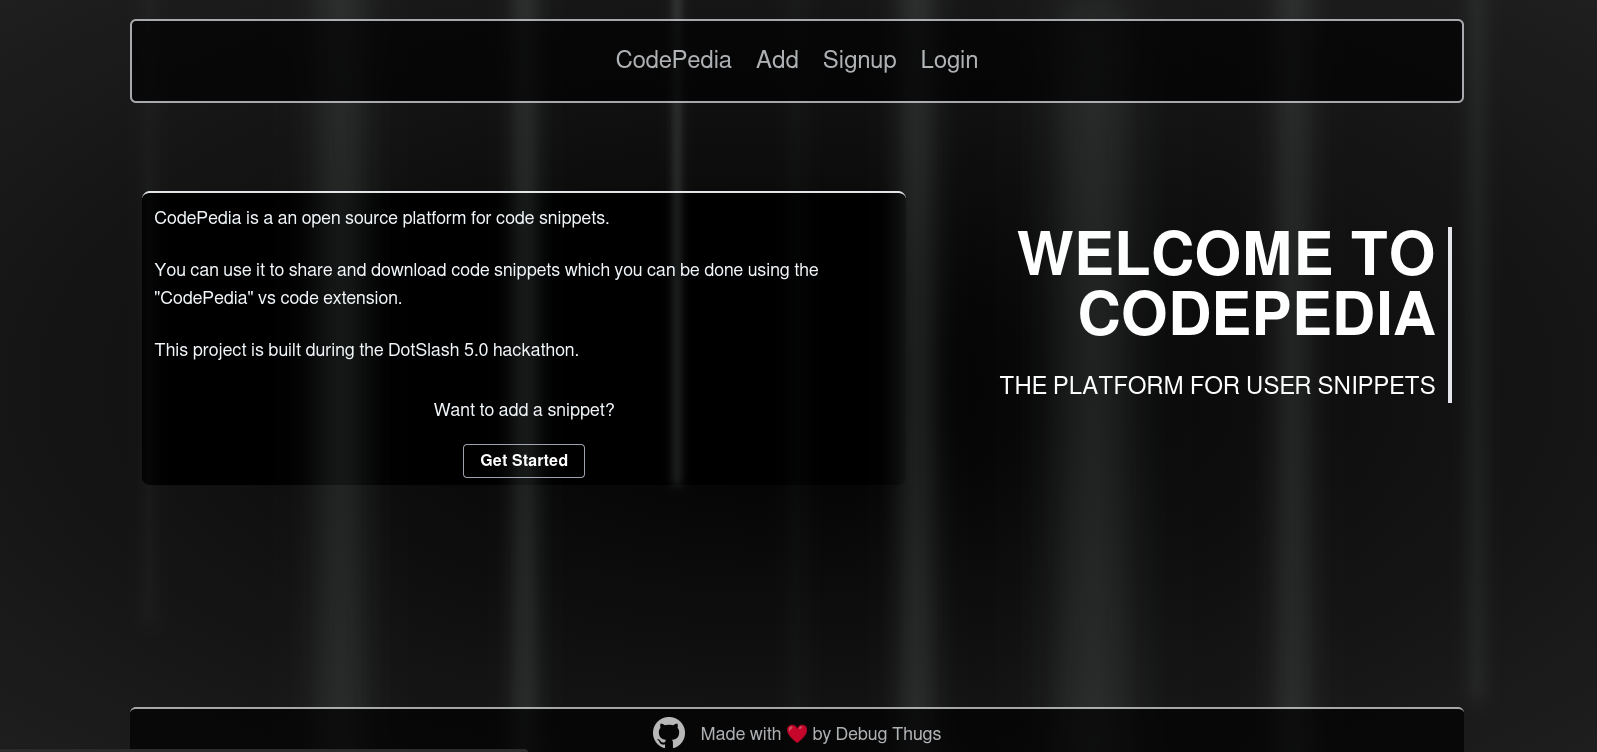 CodePedia Add Signup Login
CodePedia is a an open source platform for code snippets.
You can use it to share and download code snippets which you can be done using the
"CodePedia" vs code extension.
This project is built during the DotSlash 5.0 hackathon.
Want to add a snippet?
Get Started
WELCOME TO
CODEPEDIA
THE PLATFORM FOR USER SNIPPETS
Made with ❤️ by Debug Thugs